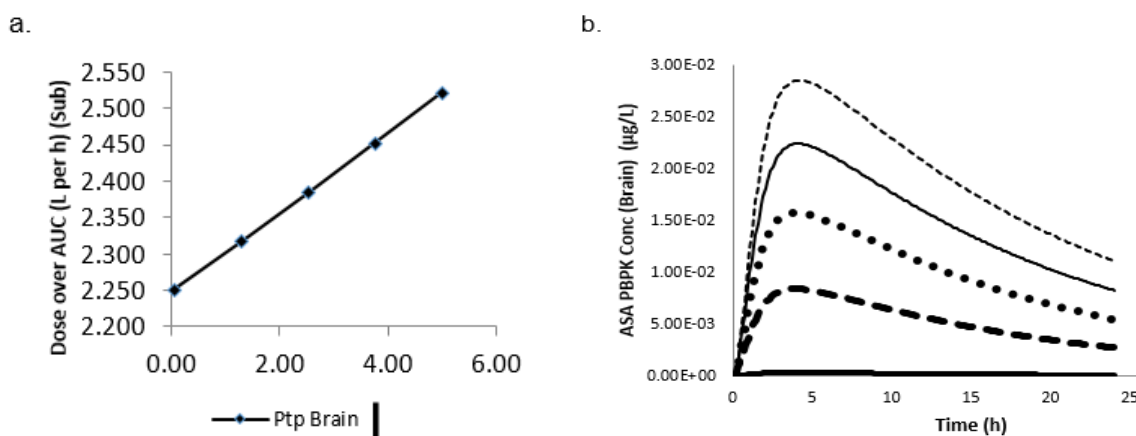 a.
Dose over AUC (L per h) (Sub)
2.550
2.500
2.450
2.400
2.350
2.300
2.250
2.200
0.00 2.00 4.00 6.00
Ptp Brain
b.
ASA PBPK Conc (Brain) (µg/L)
3.00E-02
2.50E-02
2.00E-02
1.50E-02
1.00E-02
5.00E-03
0.00E+00
0 5 10 15 20 25
Time (h)